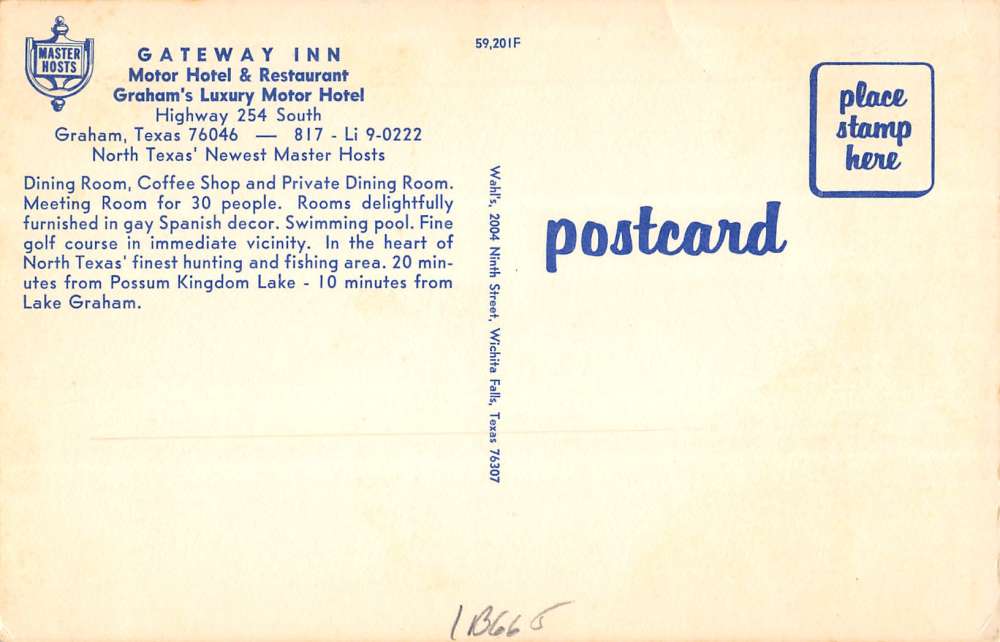 MASTER
HOSTS
GATEWAY INN
Motor Hotel & Restaurant
Graham's Luxury Motor Hotel
Highway 254 South
Graham, Texas 76046 — 817 - Li 9-0222
North Texas' Newest Master Hosts
Dining Room, Coffee Shop and Private Dining Room.
Meeting Room for 30 people. Rooms delightfully
furnished in gay Spanish decor. Swimming pool. Fine
golf course in immediate vicinity. In the heart of
North Texas' finest hunting and fishing area. 20 min-
utes from Possum Kingdom Lake - 10 minutes from
Lake Graham.
59,201F
Wahl's, 2004 Ninth Street, Wichita Falls, Texas 76307
postcard
place
stamp
here